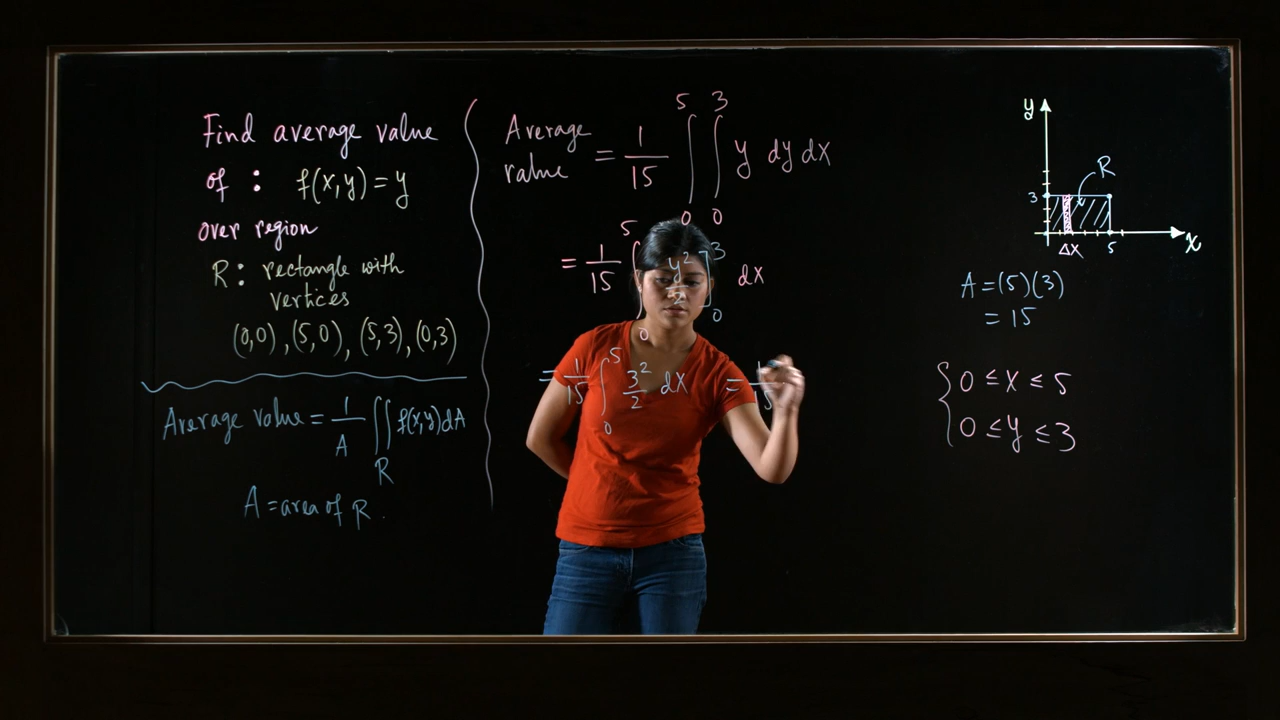 Find average value
of : f(x,y) = y
over region
R : rectangle with
vertices
(0,0), (5,0), (5,3), (0,3)
Average value = 1/A ∬_R f(x,y) dA
A = area of R.
Average value = 1/15 ∫_0^5 ∫_0^3 y dy dx
= 1/15 ∫_0^5 y²/2 ]_0^3 dx
= 1/15 ∫_0^5 3²/2 dx = 1/15
y
R
3
Δx 5 x
A = (5)(3)
= 15
{ 0 ≤ x ≤ 5
0 ≤ y ≤ 3